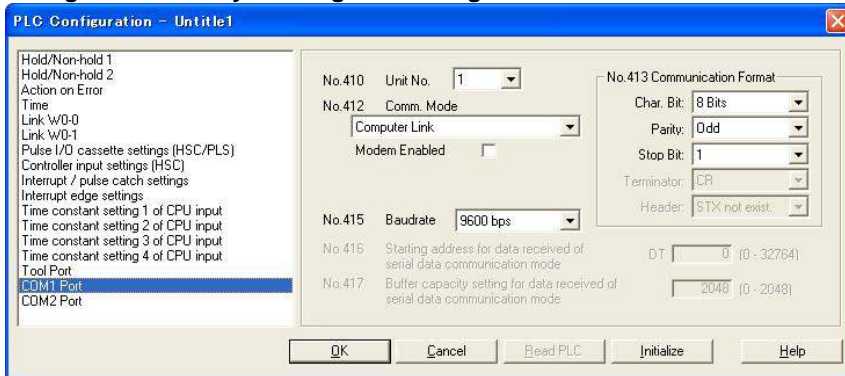 PLC Configuration - Untitle1
Hold/Non-hold 1
Hold/Non-hold 2
Action on Error
Time
Link W0-0
Link W0-1
Pulse I/O cassette settings (HSC/PLS)
Controller input settings (HSC)
Interrupt / pulse catch settings
Interrupt edge settings
Time constant setting 1 of CPU input
Time constant setting 2 of CPU input
Time constant setting 3 of CPU input
Time constant setting 4 of CPU input
Tool Port
COM1 Port
COM2 Port
No.410 Unit No. 1
No.412 Comm. Mode
Computer Link
Modem Enabled
No.415 Baudrate 9600 bps
No.416 Starting address for data received of
serial data communication mode
DT 0 (0 - 32764)
No.417 Buffer capacity setting for data received of
serial data communication mode
2048 (0 - 2048)
No.413 Communication Format
Char. Bit: 8 Bits
Parity: Odd
Stop Bit: 1
Terminator: CR
Header: STX not exist.
OK Cancel Read PLC Initialize Help